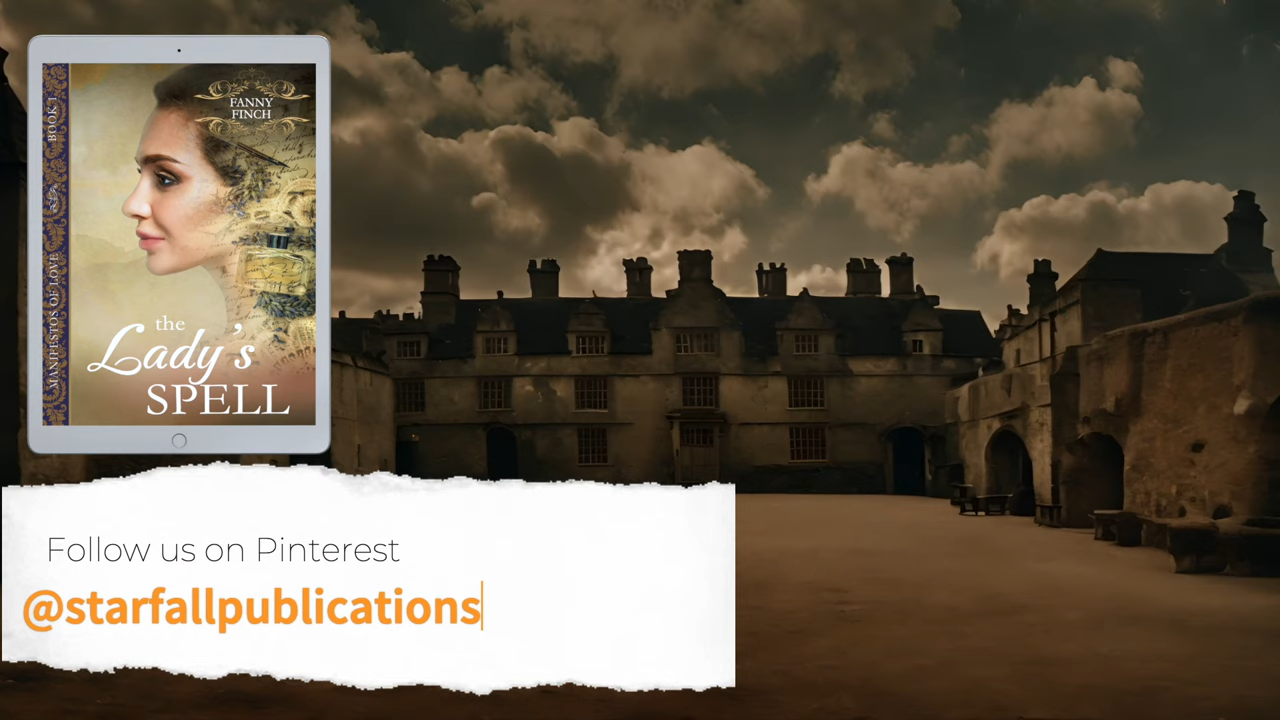 FANNY
FINCH
BOOK 1
MANIFESTOS OF LOVE
the
Lady's
SPELL
Follow us on Pinterest
@starfallpublications